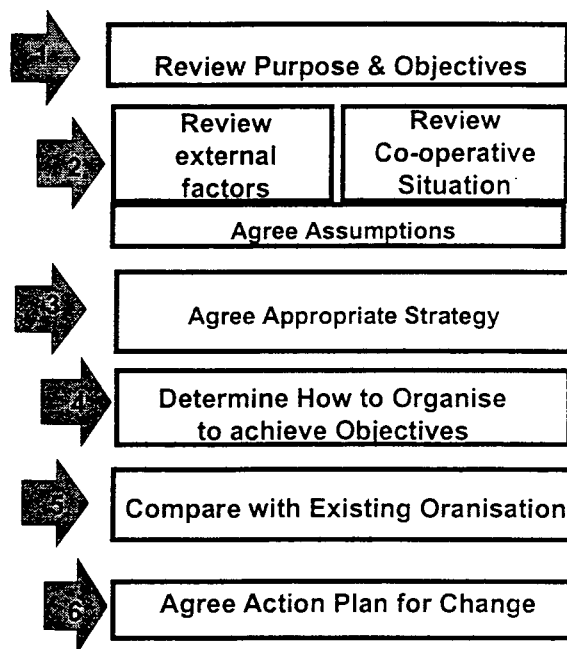 1
Review Purpose & Objectives
2
Review
external
factors
Review
Co-operative
Situation
Agree Assumptions
3
Agree Appropriate Strategy
4
Determine How to Organise
to achieve Objectives
5
Compare with Existing Oranisation
6
Agree Action Plan for Change